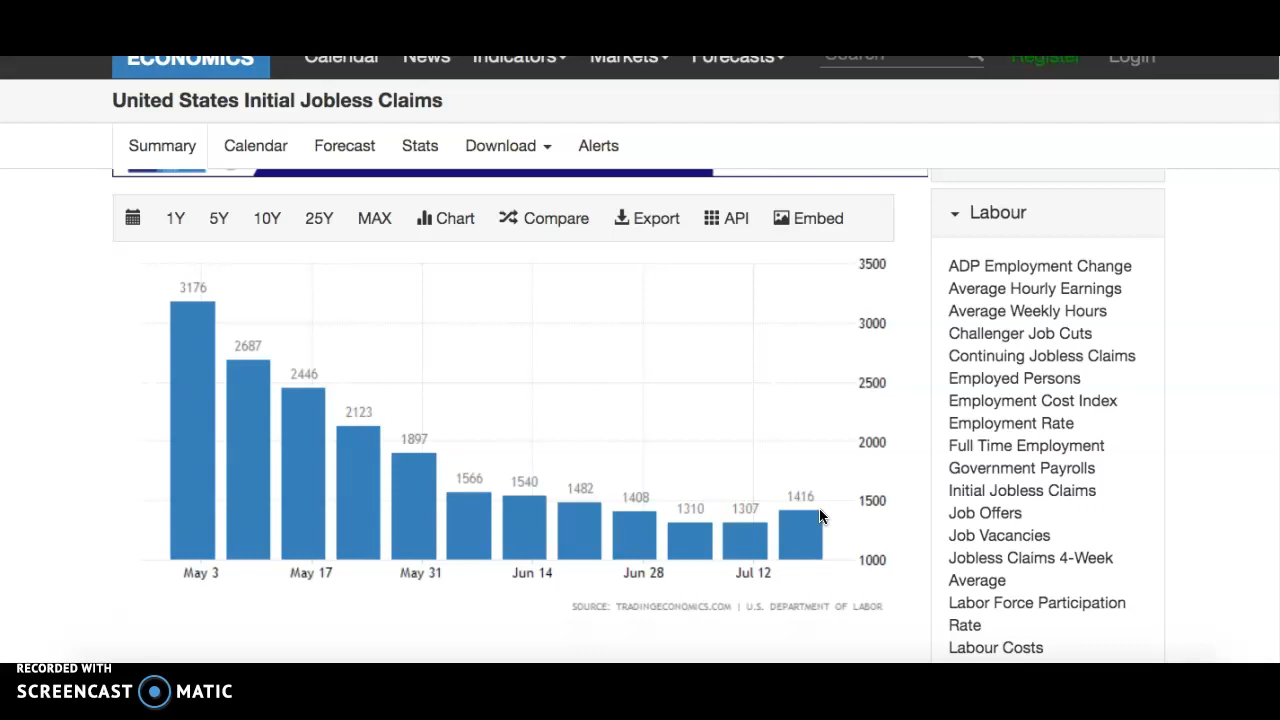 ECONOMICS Calendar News Indicators Markets Forecasts Search Register Login
United States Initial Jobless Claims
Summary Calendar Forecast Stats Download Alerts
1Y 5Y 10Y 25Y MAX Chart Compare Export API Embed
3500
3000
2500
2000
1500
1000
3176
2687
2446
2123
1897
1566
1540
1482
1408
1310
1307
1416
May 3 May 17 May 31 Jun 14 Jun 28 Jul 12
SOURCE: TRADINGECONOMICS.COM | U.S. DEPARTMENT OF LABOR
Labour
ADP Employment Change
Average Hourly Earnings
Average Weekly Hours
Challenger Job Cuts
Continuing Jobless Claims
Employed Persons
Employment Cost Index
Employment Rate
Full Time Employment
Government Payrolls
Initial Jobless Claims
Job Offers
Job Vacancies
Jobless Claims 4-Week
Average
Labor Force Participation
Rate
Labour Costs
RECORDED WITH
SCREENCAST MATIC